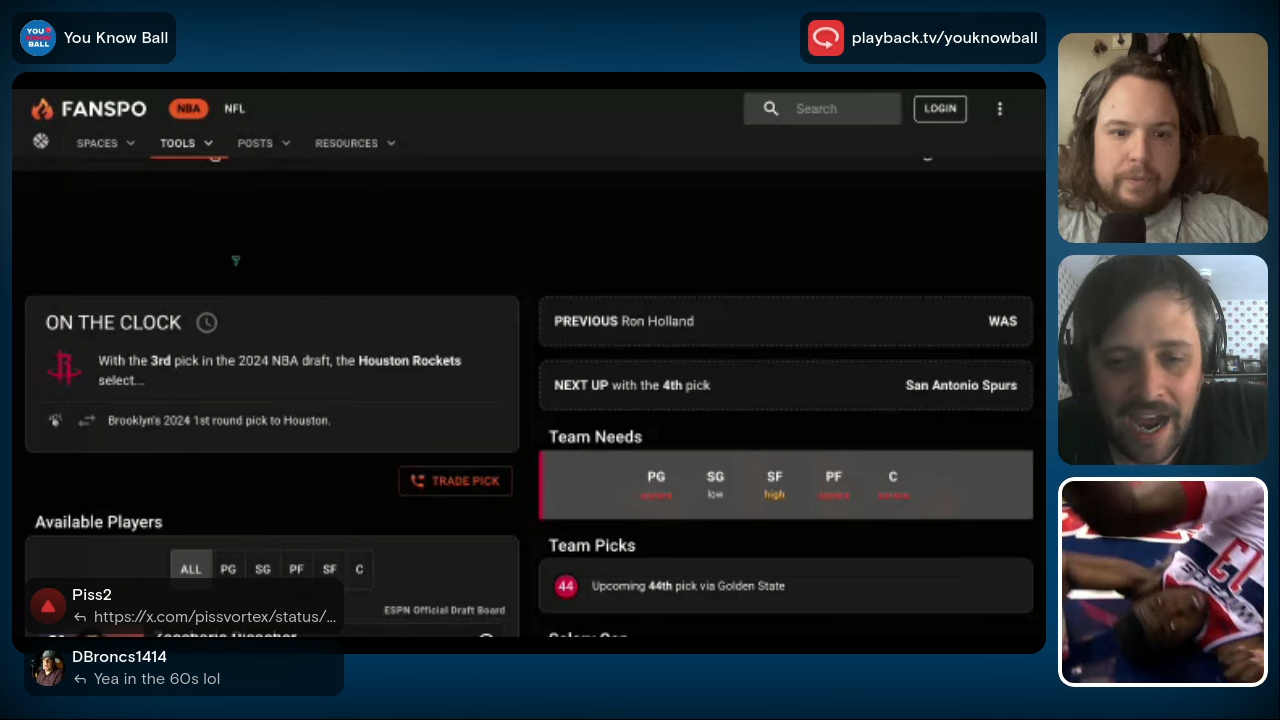 YOU KNOW BALL
You Know Ball
playback.tv/youknowball
FANSPO
NBA
NFL
Search
LOGIN
SPACES
TOOLS
POSTS
RESOURCES
ON THE CLOCK
With the 3rd pick in the 2024 NBA draft, the Houston Rockets
select...
Brooklyn's 2024 1st round pick to Houston.
TRADE PICK
PREVIOUS Ron Holland WAS
NEXT UP with the 4th pick San Antonio Spurs
Team Needs
PG SG SF PF C
low high
Team Picks
44 Upcoming 44th pick via Golden State
Available Players
ALL PG SG PF SF C
ESPN Official Draft Board
Piss2
https://x.com/pissvortex/status/...
DBroncs1414
Yea in the 60s lol
13